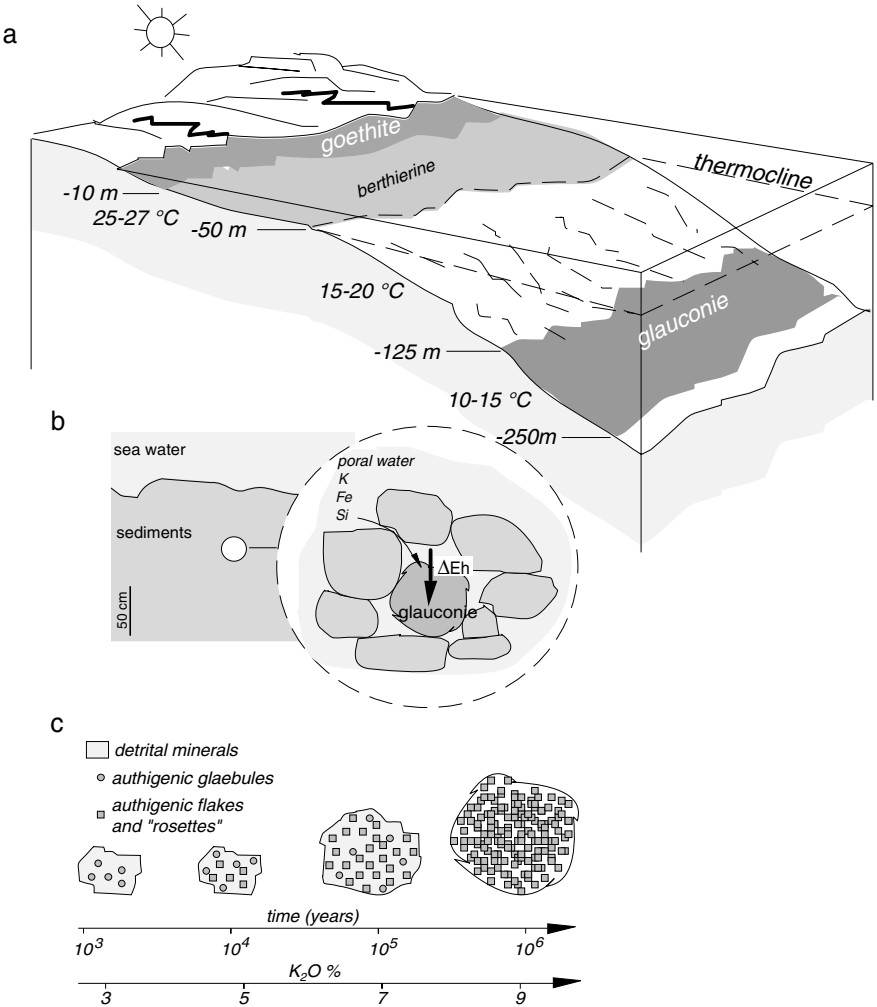 a
goethite
berthierine
thermocline
-10 m
25-27 °C
-50 m
15-20 °C
glauconie
-125 m
10-15 °C
-250m
b
sea water
poral water
K
Fe
Si
sediments
ΔEh
glauconie
50 cm
c
detrital minerals
authigenic glaebules
authigenic flakes
and "rosettes"
time (years)
10³ 10⁴ 10⁵ 10⁶
K₂O %
3 5 7 9